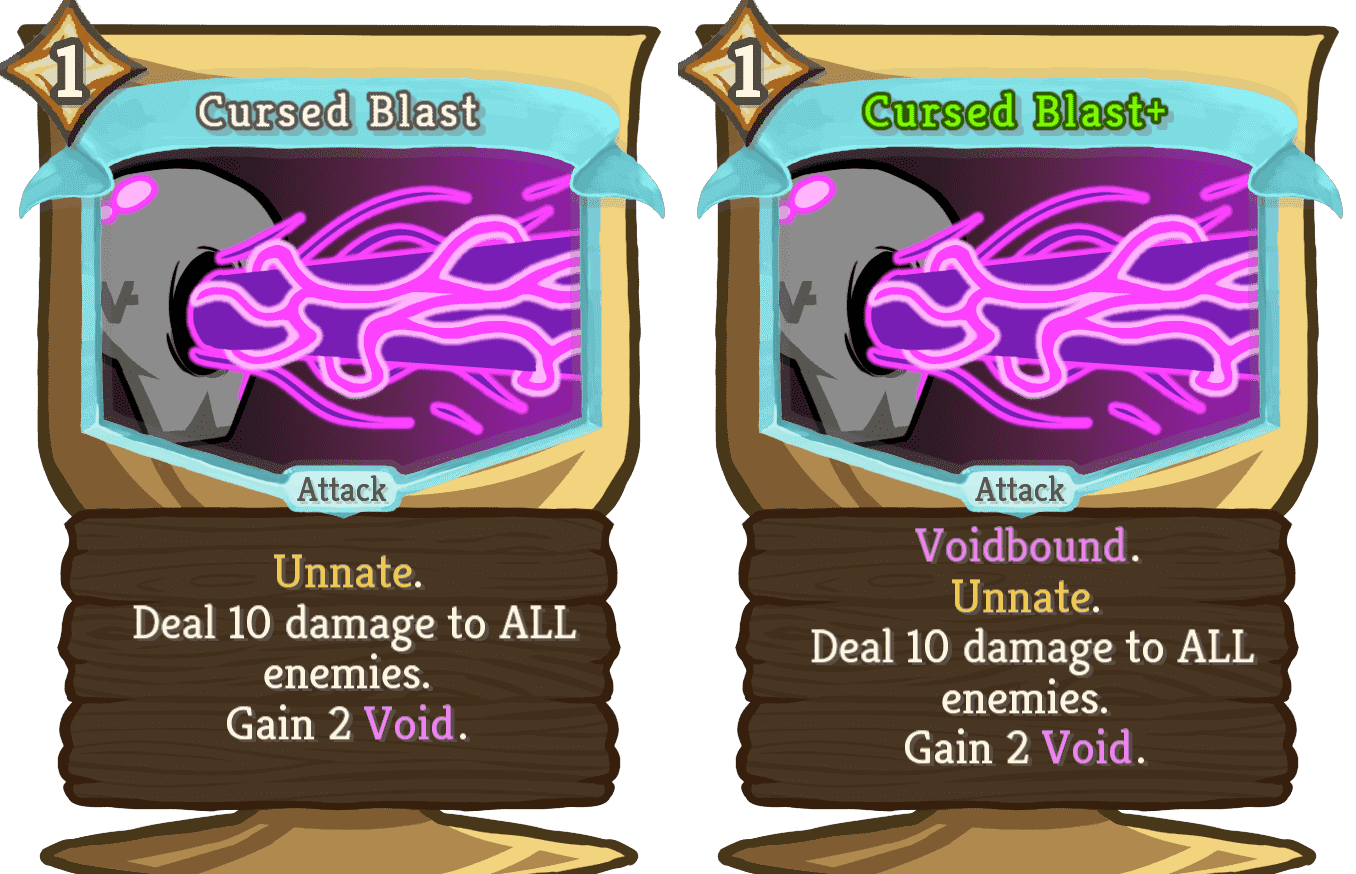 1
Cursed Blast
Attack
Unnate.
Deal 10 damage to ALL
enemies.
Gain 2 Void.
1
Cursed Blast+
Attack
Voidbound.
Unnate.
Deal 10 damage to ALL
enemies.
Gain 2 Void.